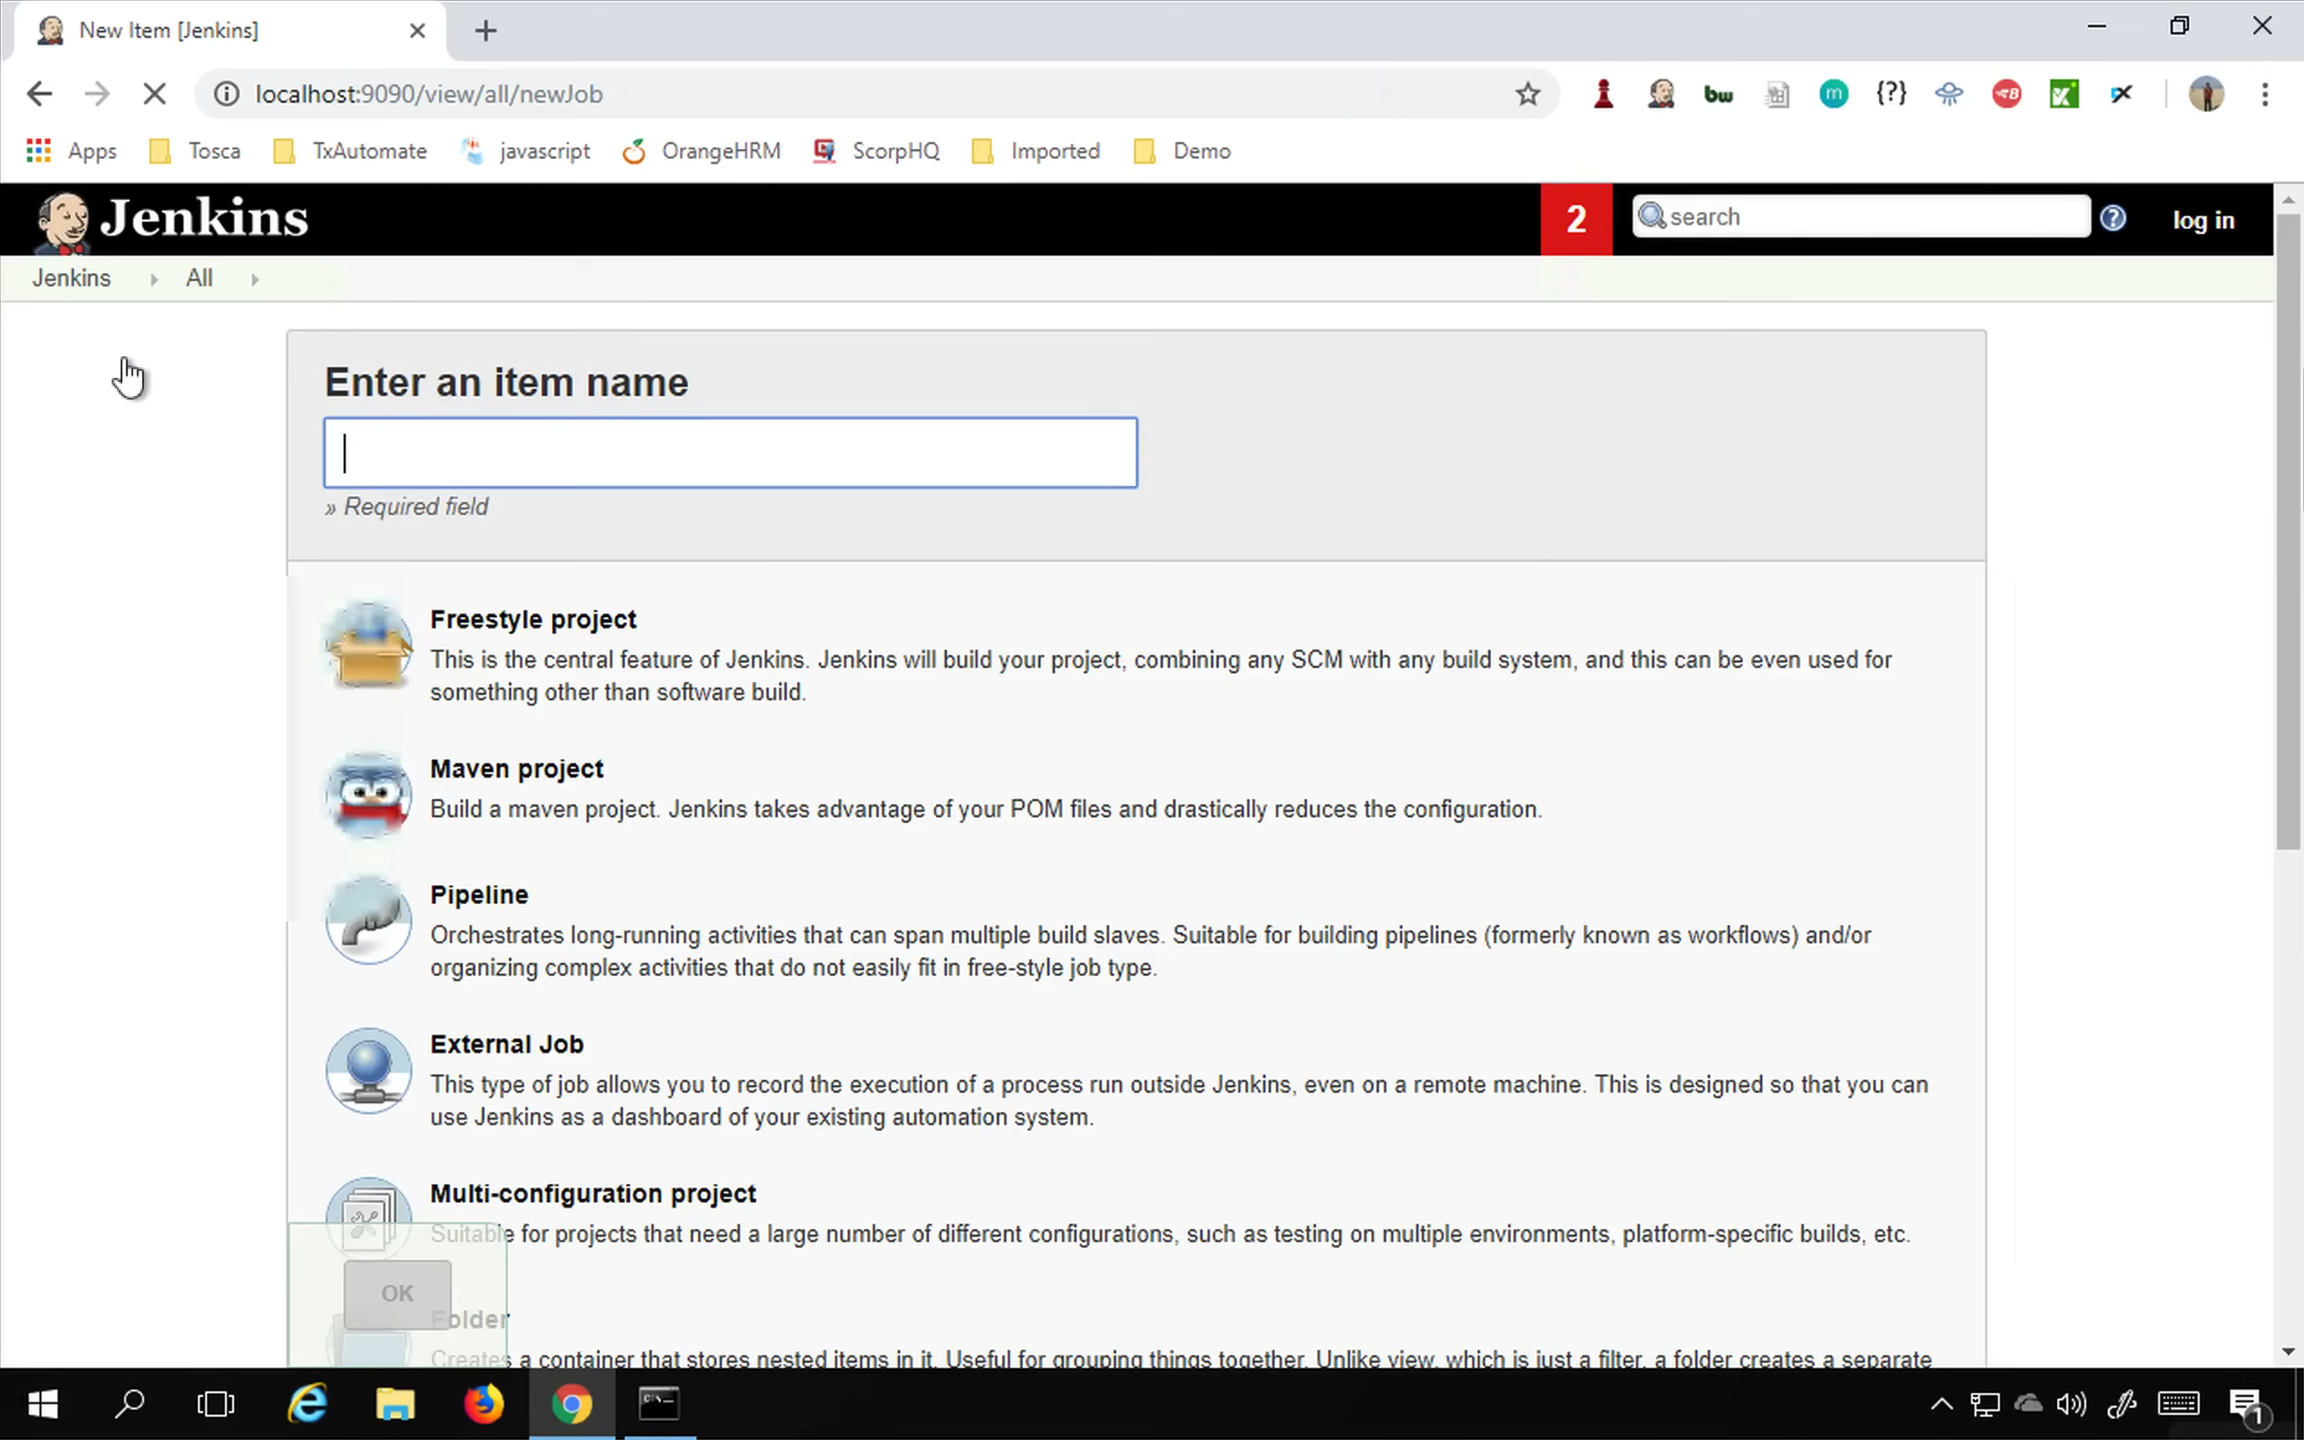 New Item [Jenkins]
localhost:9090/view/all/newJob
bw
m
{?}
B
Apps
Tosca
TxAutomate
javascript
OrangeHRM
ScorpHQ
Imported
Demo
Jenkins
2
search
log in
Jenkins
All
Enter an item name
» Required field
Freestyle project
This is the central feature of Jenkins. Jenkins will build your project, combining any SCM with any build system, and this can be even used for
something other than software build.
Maven project
Build a maven project. Jenkins takes advantage of your POM files and drastically reduces the configuration.
Pipeline
Orchestrates long-running activities that can span multiple build slaves. Suitable for building pipelines (formerly known as workflows) and/or
organizing complex activities that do not easily fit in free-style job type.
External Job
This type of job allows you to record the execution of a process run outside Jenkins, even on a remote machine. This is designed so that you can
use Jenkins as a dashboard of your existing automation system.
Multi-configuration project
Suitable for projects that need a large number of different configurations, such as testing on multiple environments, platform-specific builds, etc.
OK
Folder
Creates a container that stores nested items in it. Useful for grouping things together. Unlike view, which is just a filter, a folder creates a separate
1